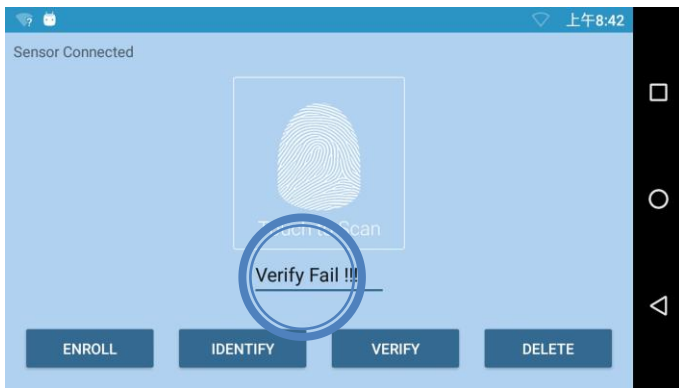 上午8:42
Sensor Connected
Touch to Scan
Verify Fail !!!
ENROLL IDENTIFY VERIFY DELETE